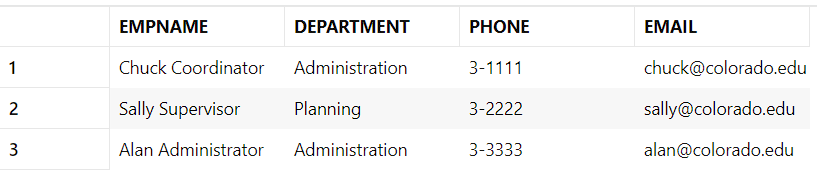 EMPNAME DEPARTMENT PHONE EMAIL
1 Chuck Coordinator Administration 3-1111 chuck@colorado.edu
2 Sally Supervisor Planning 3-2222 sally@colorado.edu
3 Alan Administrator Administration 3-3333 alan@colorado.edu